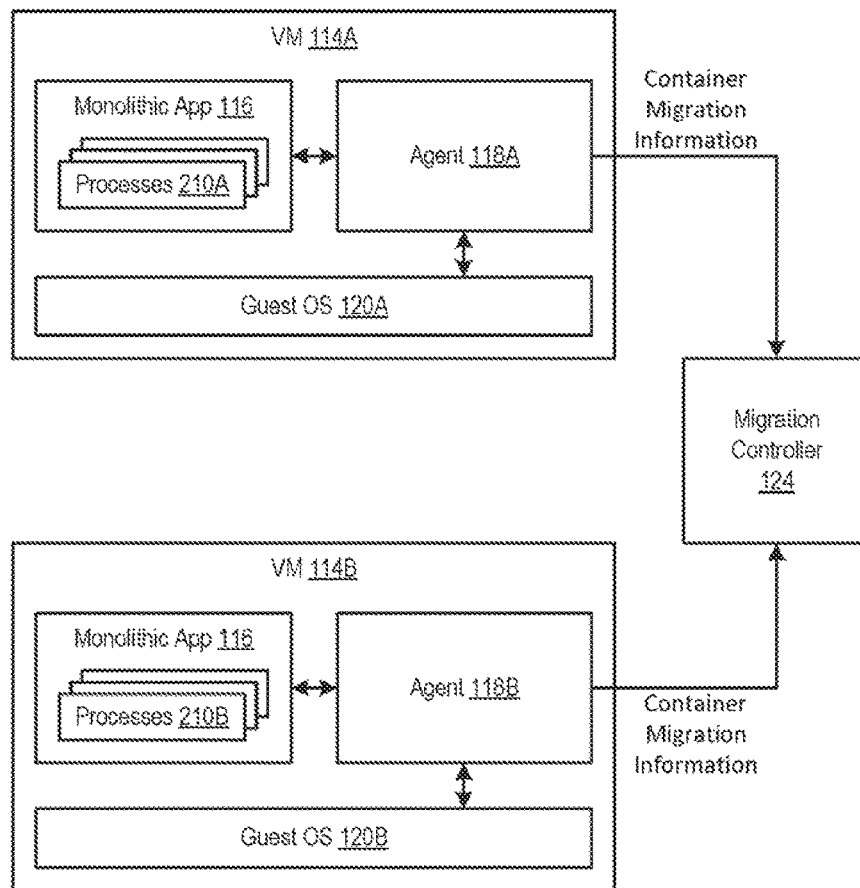 VM 114A
Monolithic App 116
Processes 210A
Agent 118A
Guest OS 120A
Container
Migration
Information
Migration
Controller
124
VM 114B
Monolithic App 116
Processes 210B
Agent 118B
Guest OS 120B
Container
Migration
Information